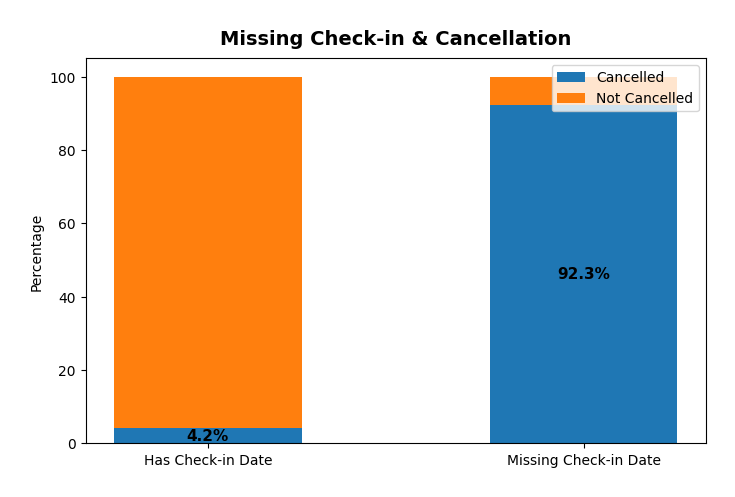 Missing Check-in & Cancellation
Cancelled
Not Cancelled
Percentage
100
80
60
40
20
0
92.3%
4.2%
Has Check-in Date
Missing Check-in Date